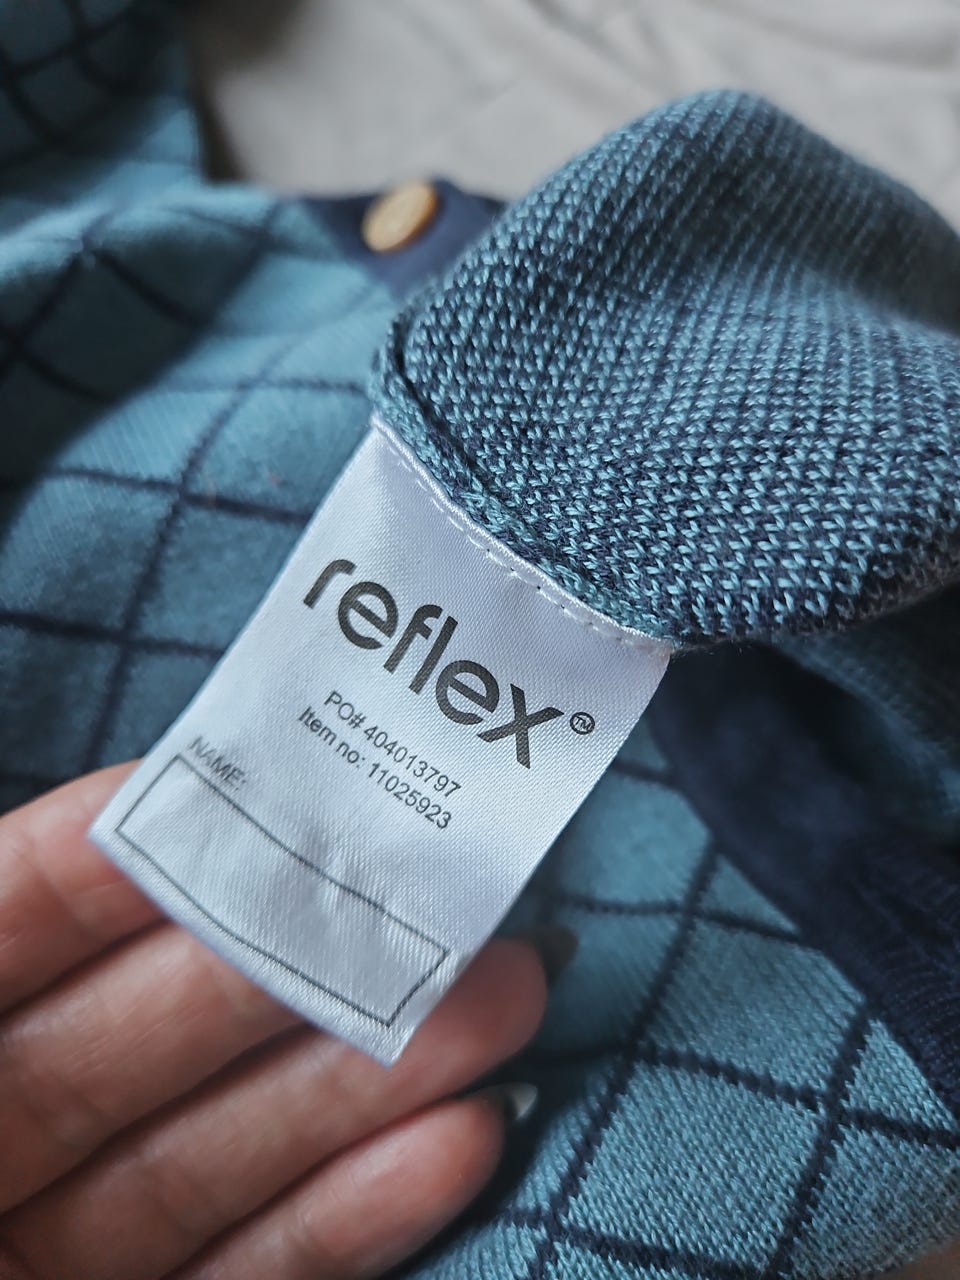 reflex™
PO# 404013797
Item no: 11025923
NAME: